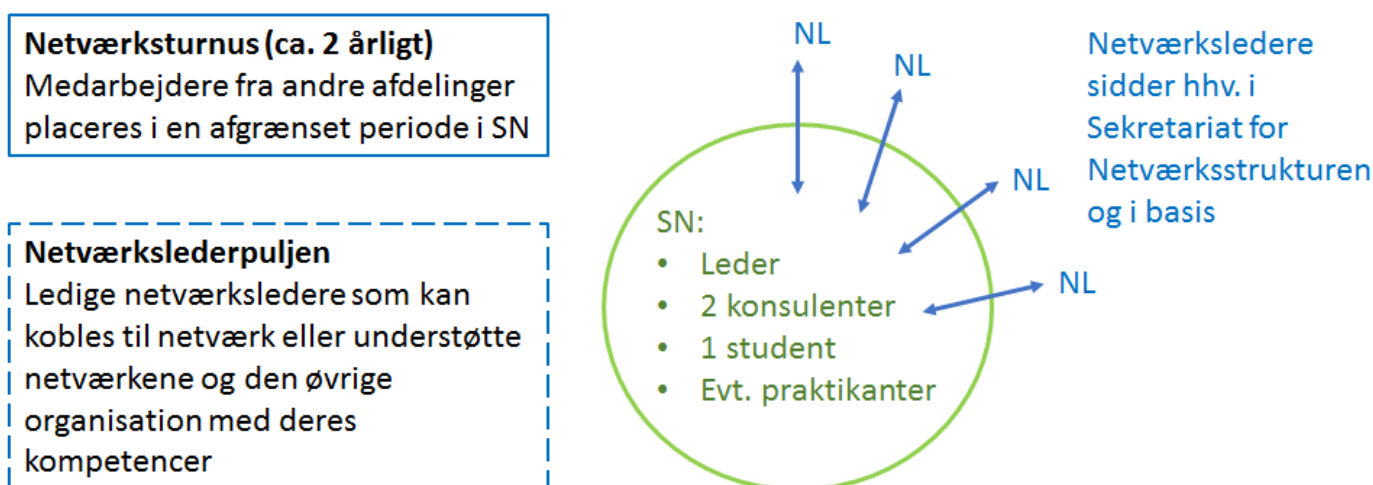 Netværksturnus (ca. 2 årligt)
Medarbejdere fra andre afdelinger
placeres i en afgrænset periode i SN
Netværkslederpuljen
Ledige netværksledere som kan
kobles til netværk eller understøtte
netværkene og den øvrige
organisation med deres
kompetencer
NL
NL
NL
NL
SN:
• Leder
• 2 konsulenter
• 1 student
• Evt. praktikanter
Netværksledere
sidder hhv. i
Sekretariat for
Netværksstrukturen
og i basis